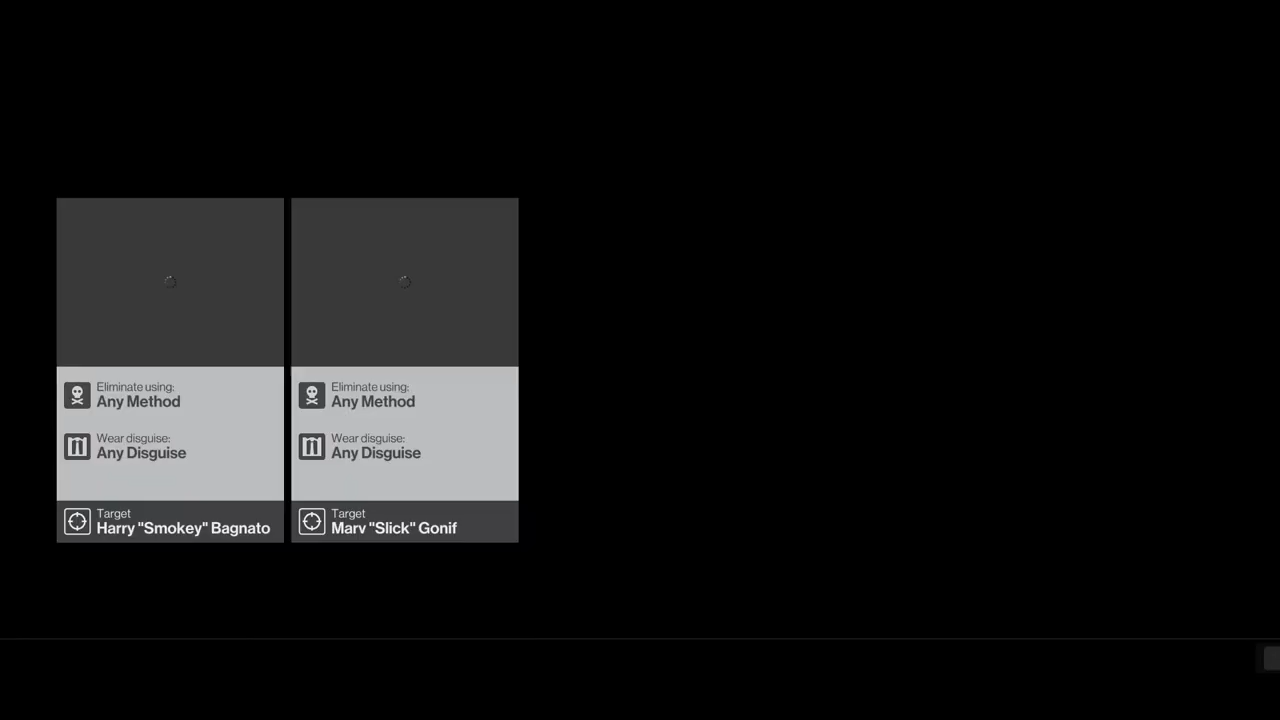 Eliminate using:
Any Method
Wear disguise:
Any Disguise
Target
Harry "Smokey" Bagnato
Eliminate using:
Any Method
Wear disguise:
Any Disguise
Target
Marv "Slick" Gonif